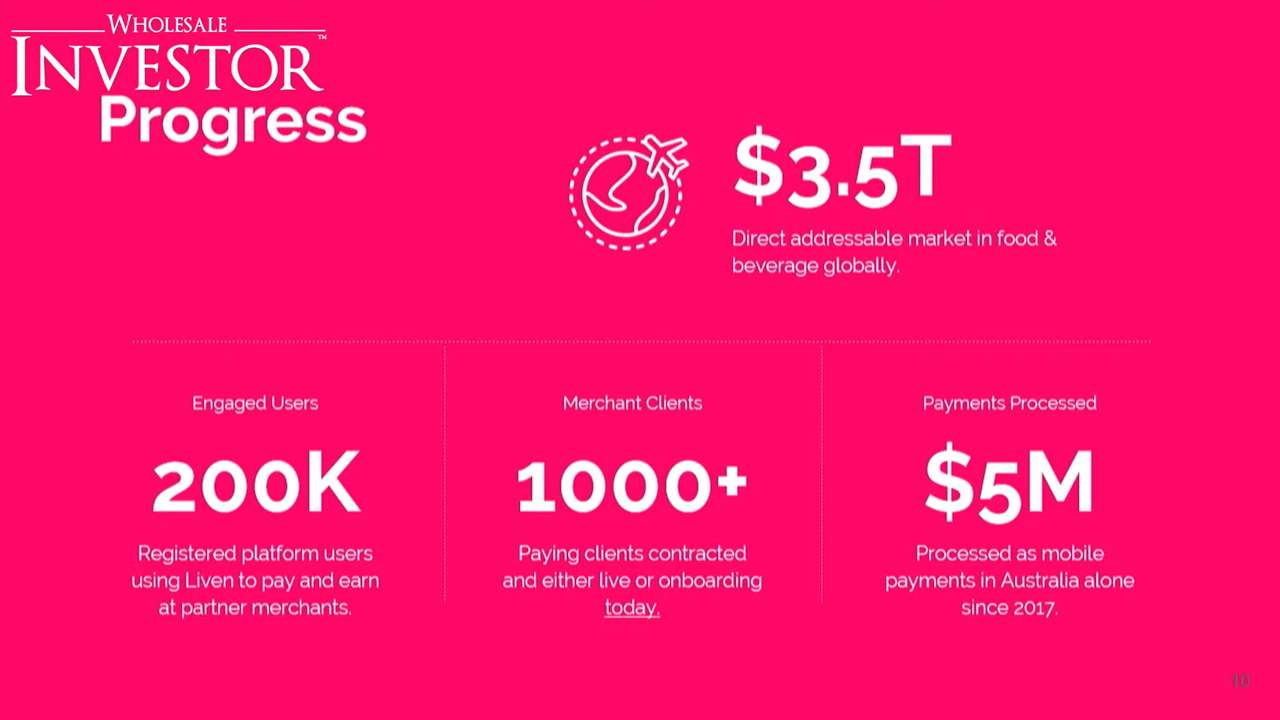 WHOLESALE
INVESTOR™
Progress
$3.5T
Direct addressable market in food &
beverage globally.
Engaged Users
200K
Registered platform users
using Liven to pay and earn
at partner merchants.
Merchant Clients
1000+
Paying clients contracted
and either live or onboarding
today.
Payments Processed
$5M
Processed as mobile
payments in Australia alone
since 2017.
10